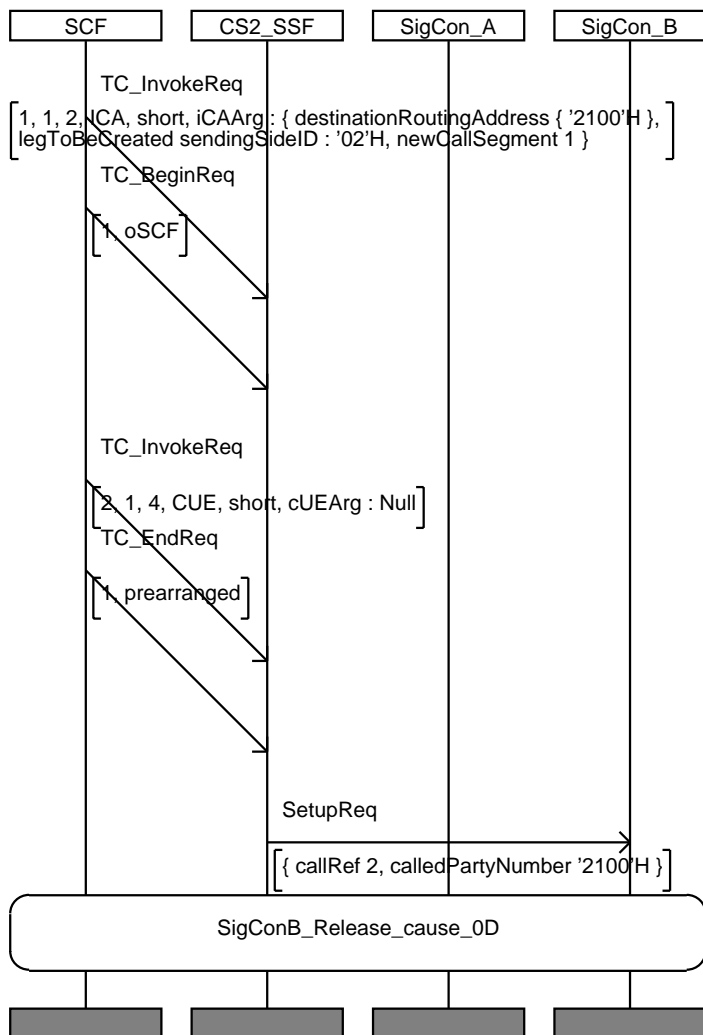 SCF
CS2_SSF
SigCon_A
SigCon_B
TC_InvokeReq
1, 1, 2, ICA, short, iCAArg : { destinationRoutingAddress { '2100'H },
legToBeCreated sendingSideID : '02'H, newCallSegment 1 }
TC_BeginReq
1, oSCF
TC_InvokeReq
2, 1, 4, CUE, short, cUEArg : Null
TC_EndReq
1, prearranged
SetupReq
{ callRef 2, calledPartyNumber '2100'H }
SigConB_Release_cause_0D